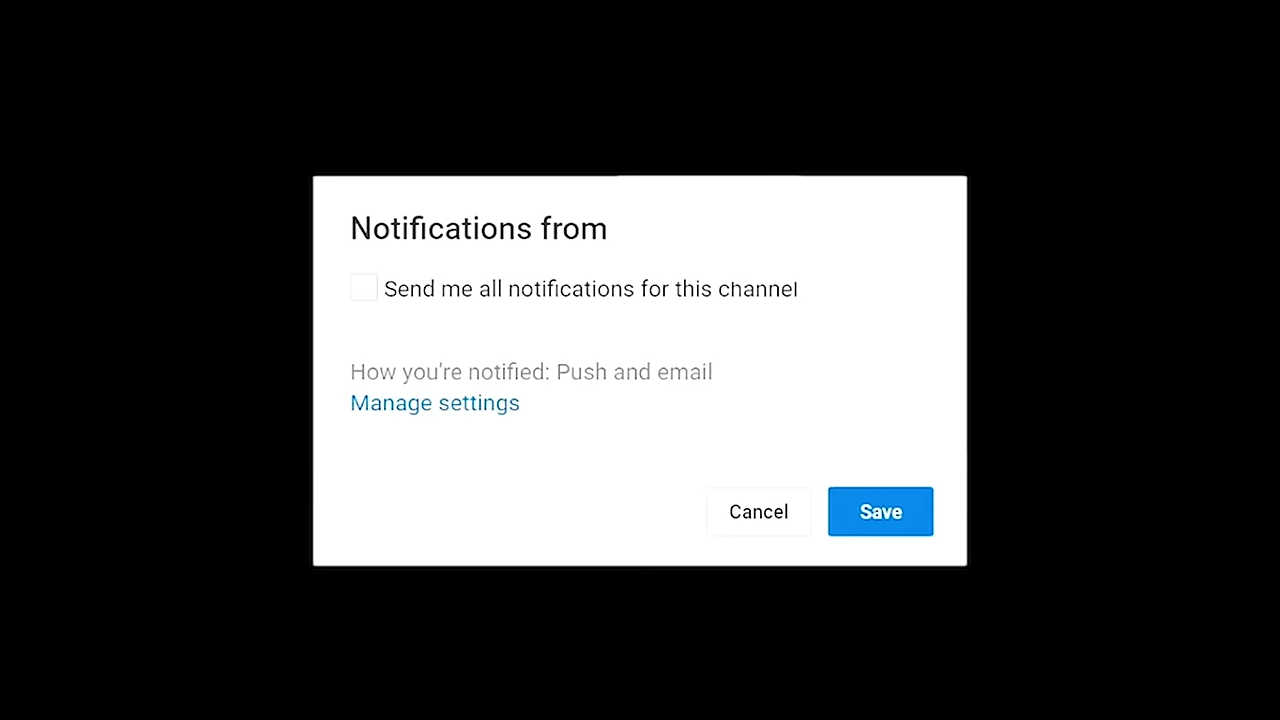 Notifications from
Send me all notifications for this channel
How you're notified: Push and email
Manage settings
Cancel Save